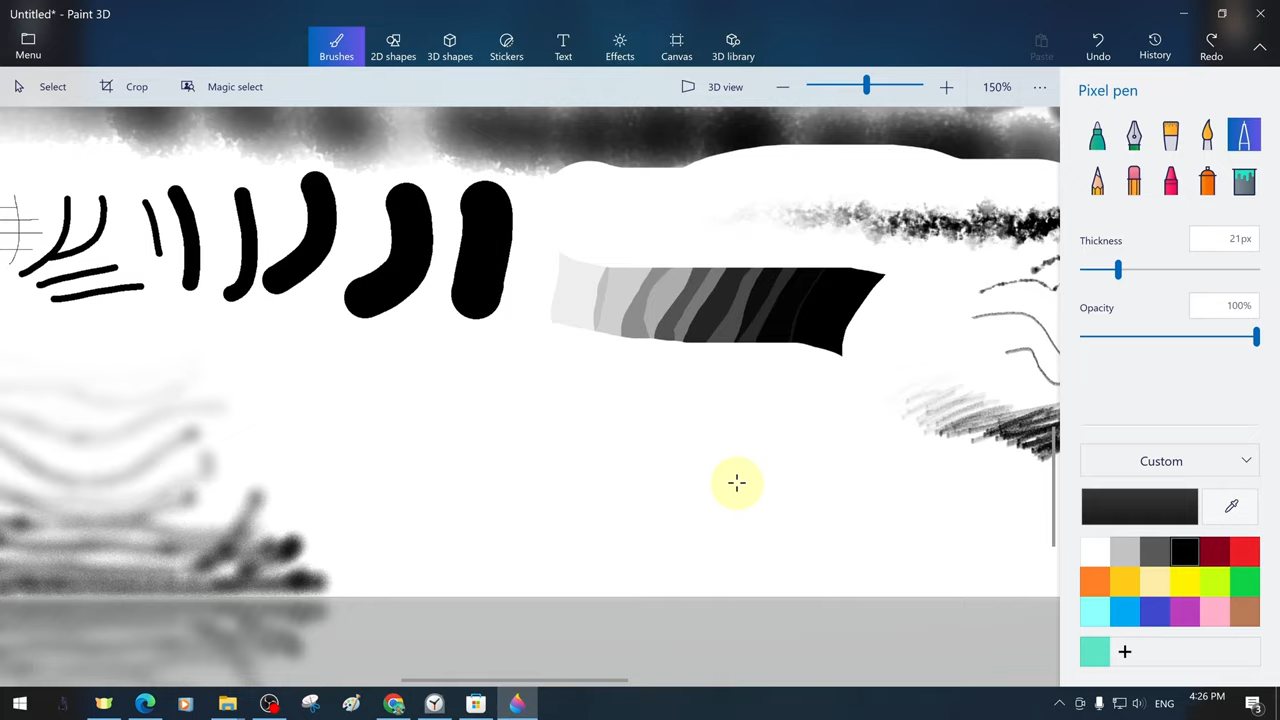 Untitled* - Paint 3D
Menu
Brushes
2D shapes
3D shapes
Stickers
Text
Effects
Canvas
3D library
Paste
Undo
History
Redo
Select
Crop
Magic select
3D view
150%
Pixel pen
Thickness
21px
Opacity
100%
Custom
ENG
4:26 PM
3